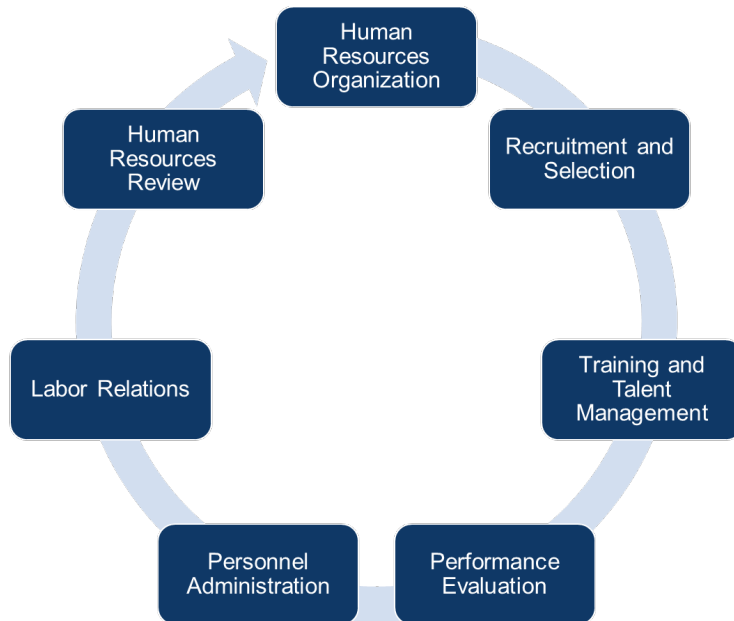 Human
Resources
Organization
Recruitment and
Selection
Training and
Talent
Management
Performance
Evaluation
Personnel
Administration
Labor Relations
Human
Resources
Review